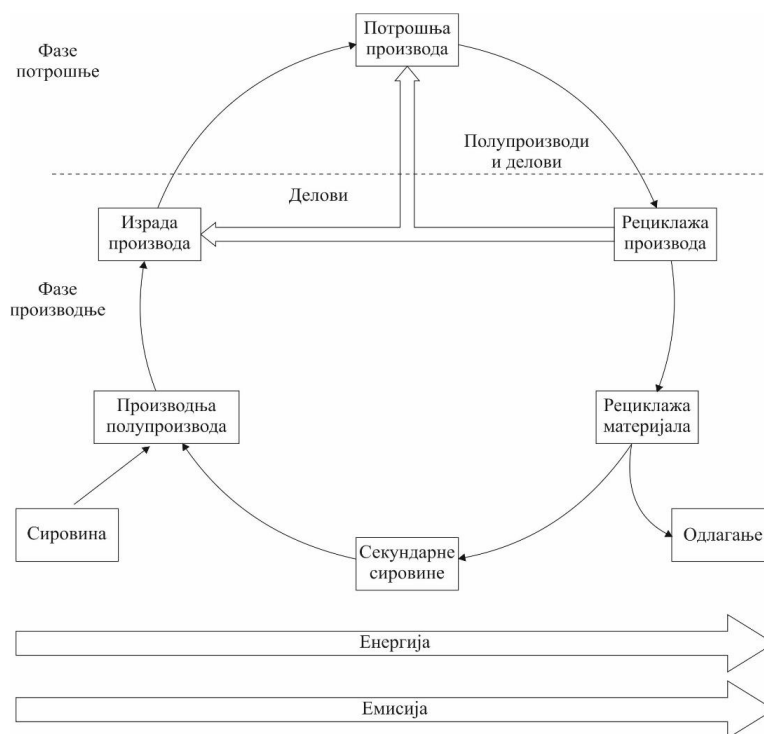 Потрошња
производа
Фазе
потрошње
Полупроизводи
и делови
Делови
Израда
производа
Рециклажа
производа
Фазе
производње
Производња
полупроизвода
Рециклажа
материјала
Сировина
Секундарне
сировине
Одлагање
Енергија
Емисија